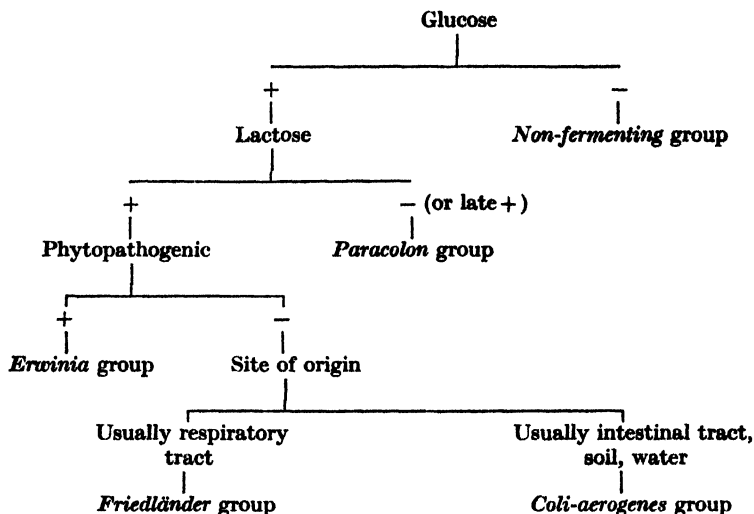 Glucose
+ −
Lactose Non-fermenting group
+ − (or late +)
Phytopathogenic Paracolon group
+ −
Erwinia group Site of origin
Usually respiratory Usually intestinal tract,
tract soil, water
Friedländer group Coli-aerogenes group